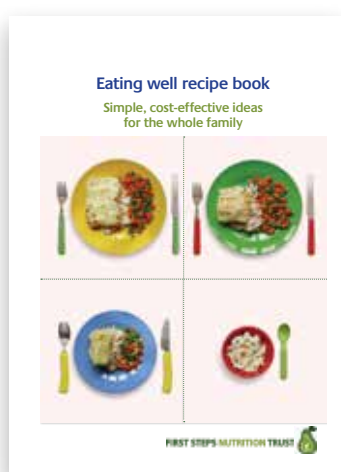 Eating well recipe book
Simple, cost-effective ideas
for the whole family
FIRST STEPS NUTRITION TRUST